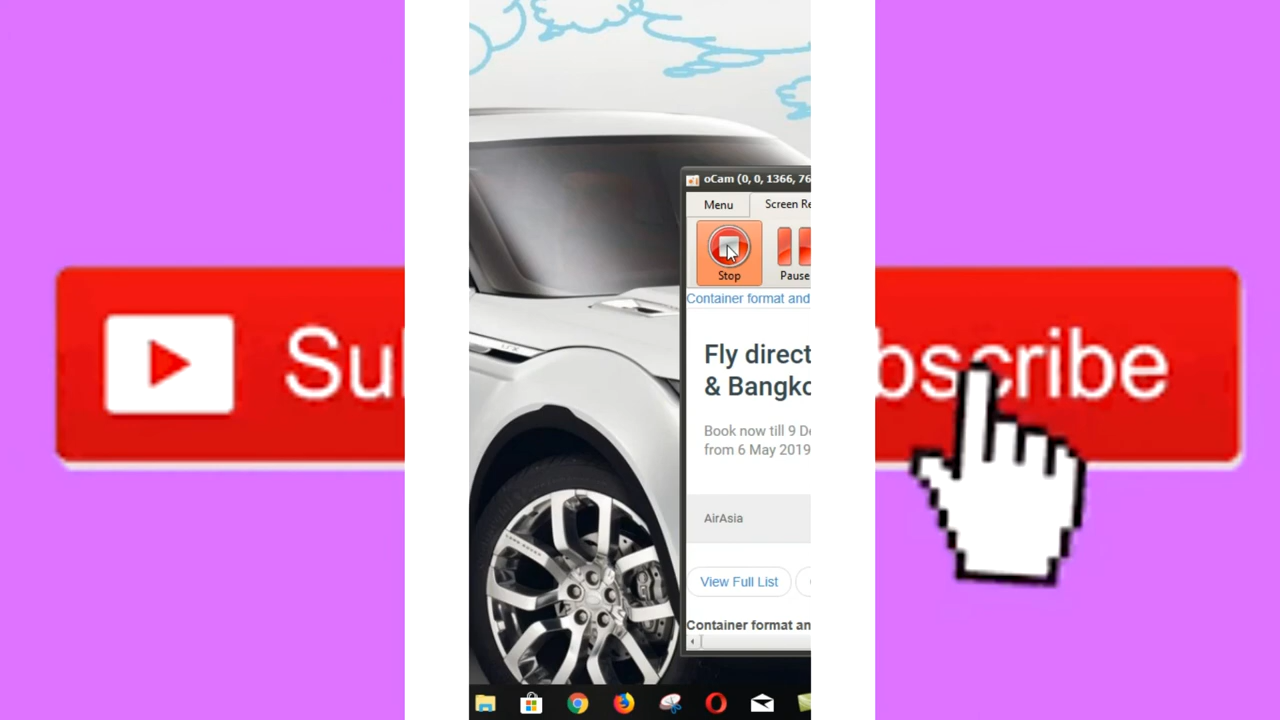 Su
bscribe
oCam (0, 0, 1366, 76
Menu
Screen Re
Stop
Pause
Container format and
Fly direct
& Bangko
Book now till 9 De
from 6 May 2019
AirAsia
View Full List
Container format an